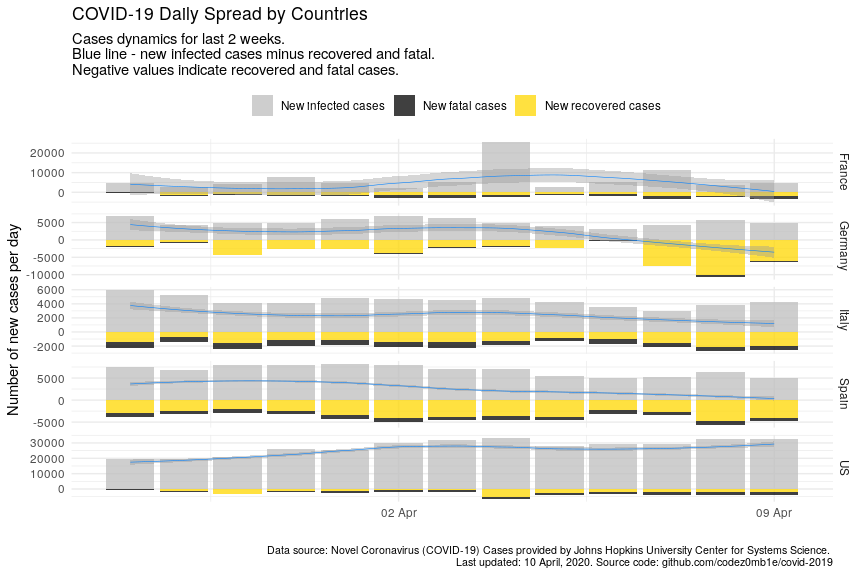 COVID-19 Daily Spread by Countries
Cases dynamics for last 2 weeks.
Blue line - new infected cases minus recovered and fatal.
Negative values indicate recovered and fatal cases.
New infected cases New fatal cases New recovered cases
Number of new cases per day
20000
10000
0
France
5000
0
-5000
-10000
Germany
6000
4000
2000
0
-2000
Italy
5000
0
-5000
Spain
30000
20000
10000
0
US
02 Apr 09 Apr
Data source: Novel Coronavirus (COVID-19) Cases provided by Johns Hopkins University Center for Systems Science.
Last updated: 10 April, 2020. Source code: github.com/codez0mb1e/covid-2019